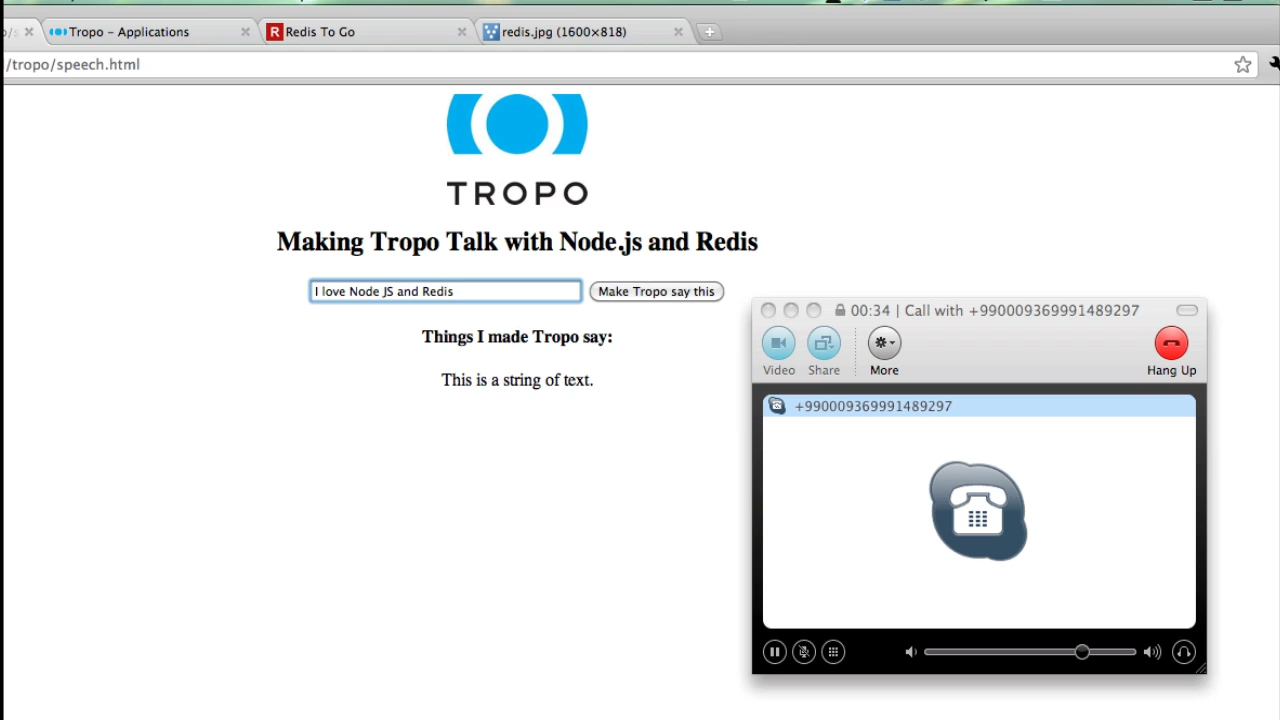 Tropo – Applications
R Redis To Go
redis.jpg (1600×818)
/tropo/speech.html
TROPO
Making Tropo Talk with Node.js and Redis
I love Node JS and Redis
Make Tropo say this
Things I made Tropo say:
This is a string of text.
00:34 | Call with +990009369991489297
Video
Share
More
Hang Up
+990009369991489297